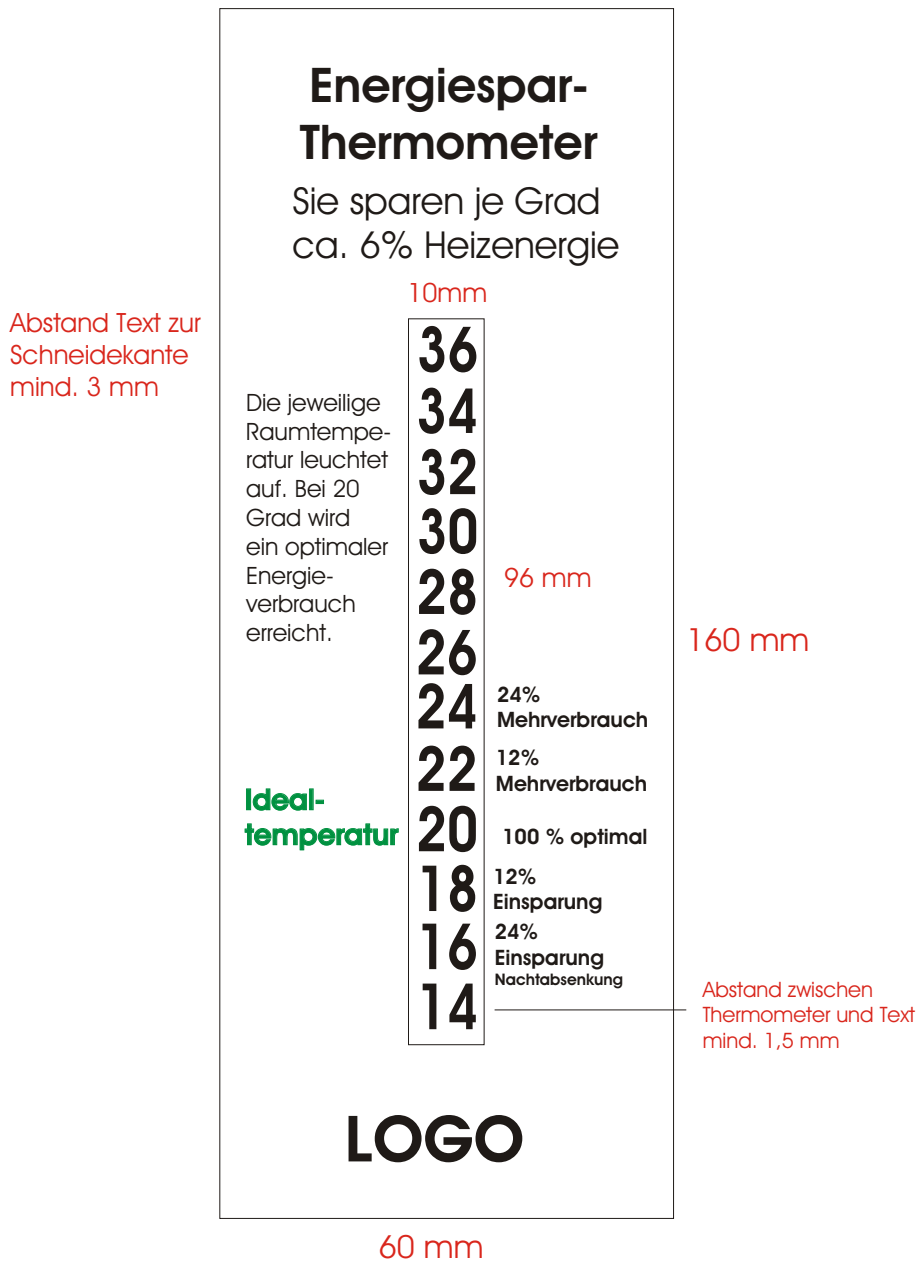 Energiespar-
Thermometer
Sie sparen je Grad
ca. 6% Heizenergie
10mm
Abstand Text zur
Schneidekante
mind. 3 mm
Die jeweilige
Raumtempe-
ratur leuchtet
auf. Bei 20
Grad wird
ein optimaler
Energie-
verbrauch
erreicht.
36
34
32
30
28
26
24
22
20
18
16
14
96 mm
160 mm
24%
Mehrverbrauch
12%
Mehrverbrauch
Ideal-
temperatur
100 % optimal
12%
Einsparung
24%
Einsparung
Nachtabsenkung
Abstand zwischen
Thermometer und Text
mind. 1,5 mm
LOGO
60 mm